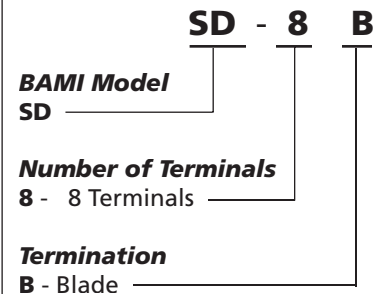 SD - 8 B
BAMI Model
SD
Number of Terminals
8 - 8 Terminals
Termination
B - Blade